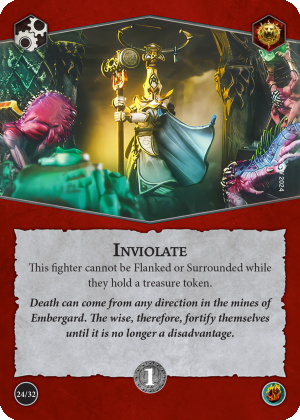 GW 2024
INVIOLATE
This fighter cannot be Flanked or Surrounded while
they hold a treasure token.
Death can come from any direction in the mines of
Embergard. The wise, therefore, fortify themselves
until it is no longer a disadvantage.
1
24/32